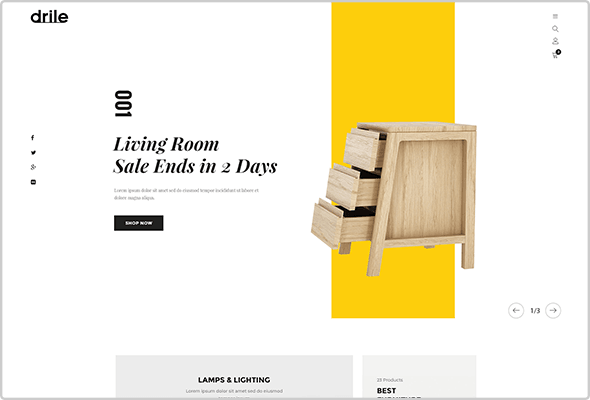 drile
0
001
Living Room
Sale Ends in 2 Days
Lorem ipsum dolor sit amet sed do eiusmod tempor incididunt ut labore et
dolore magna aliqua.
SHOP NOW
1/3
LAMPS & LIGHTING
Lorem ipsum dolor sit amet sed do eiusmod
23 Products
BEST